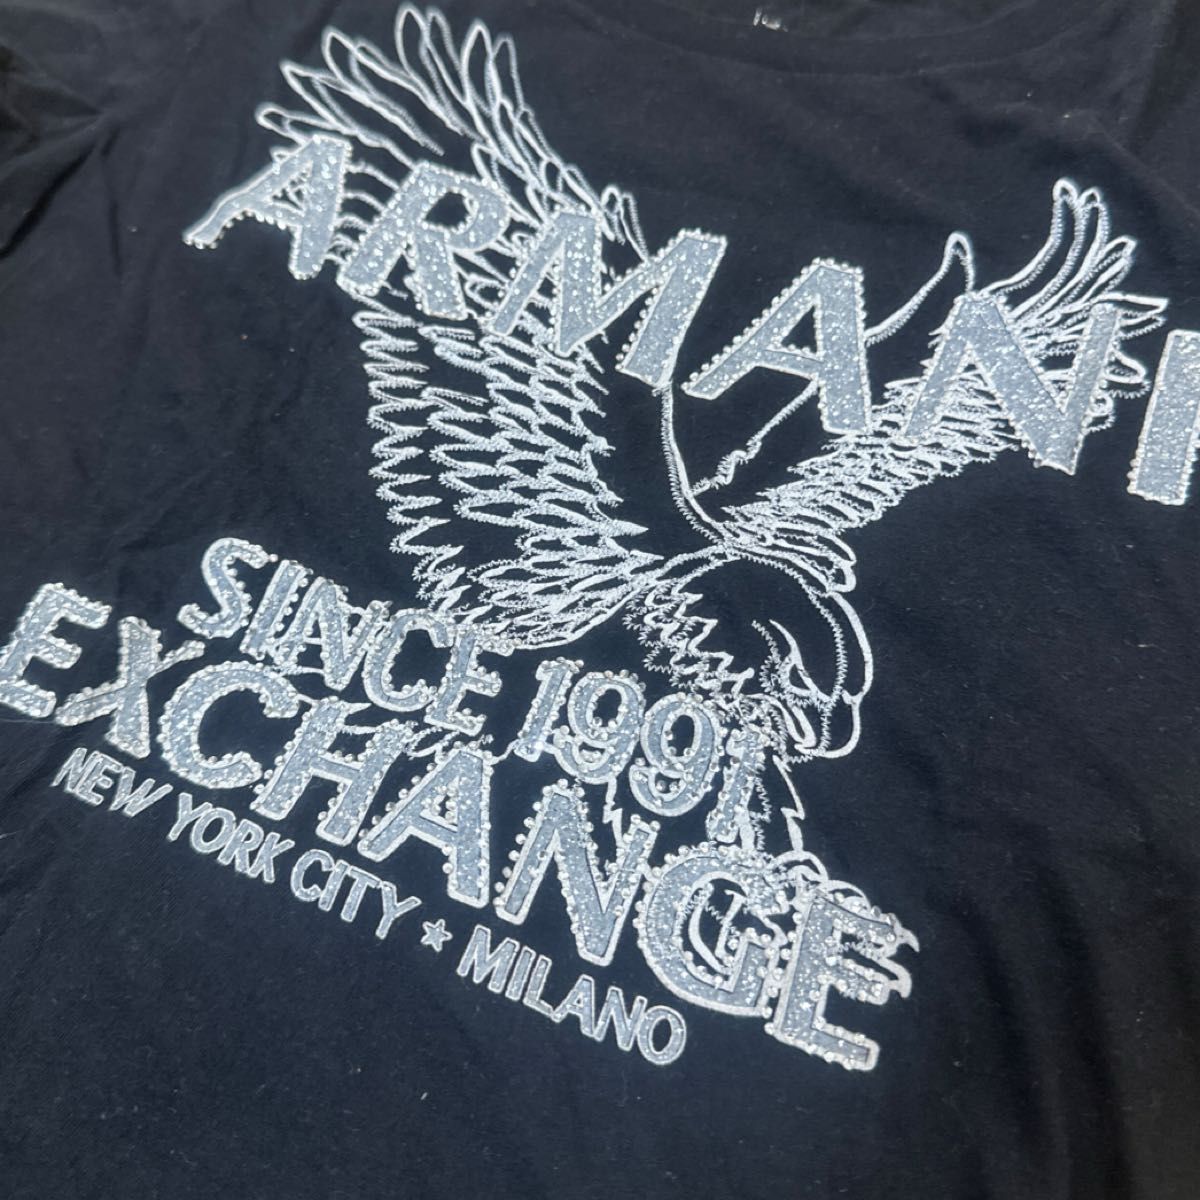 ARMANI
SINCE 1991
EXCHANGE
NEW YORK CITY ★ MILANO